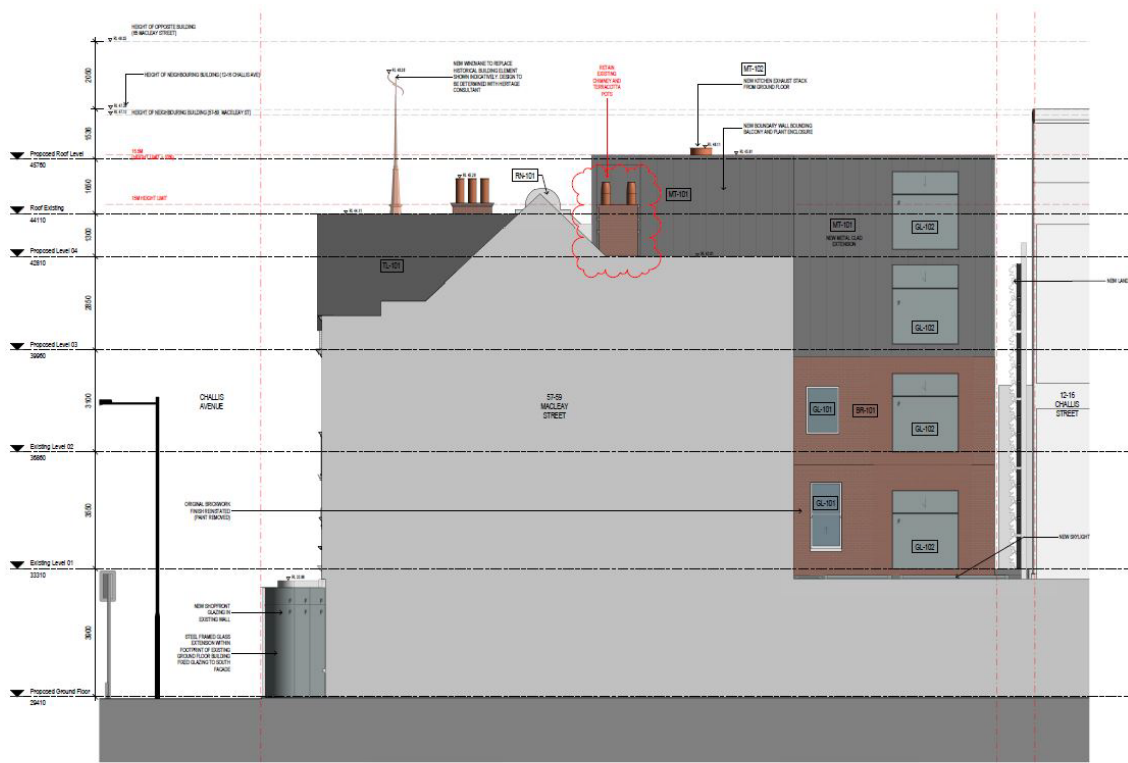 HEIGHT OF OPPOSITE BUILDING
HEIGHT OF NEIGHBOURING BUILDING (12-16 CHALLIS AVE)
HEIGHT OF NEIGHBOURING BUILDING (57-59 MACLEAY ST)
2050
1536
1650
1300
2850
3100
3550
3900
Proposed Roof Level
45760
Roof Existing
44110
Proposed Level 04
42810
Proposed Level 03
39960
Existing Level 02
36860
Existing Level 01
33310
Proposed Ground Floor
29410
15M HEIGHT LIMIT
NEW WINDVANE TO REPLACE
HISTORICAL BUILDING ELEMENT
SHOWN INDICATIVELY. DESIGN TO
BE DETERMINED WITH HERITAGE
CONSULTANT
RETAIN
EXISTING
CHIMNEY AND
TERRACOTTA
POTS
MT-102
NEW KITCHEN EXHAUST STACK
FROM GROUND FLOOR
NEW BOUNDARY WALL BOUNDING
BALCONY AND PLANT ENCLOSURE
RN-101
MT-101
MT-101
NEW METAL CLAD
EXTENSION
GL-102
TL-101
GL-102
NEW LAND
CHALLIS
AVENUE
57-59
MACLEAY
STREET
GL-101
BR-101
GL-102
12-16
CHALLIS
STREET
ORIGINAL BRICKWORK
FINISH REINSTATED
(PAINT REMOVED)
GL-101
GL-102
NEW SKYLIGHT
NEW SHOPFRONT
GLAZING IN
EXISTING WALL
STEEL FRAMED GLASS
EXTENSION WITHIN
FOOTPRINT OF EXISTING
GROUND FLOOR BUILDING
FIXED GLAZING TO SOUTH
FACADE